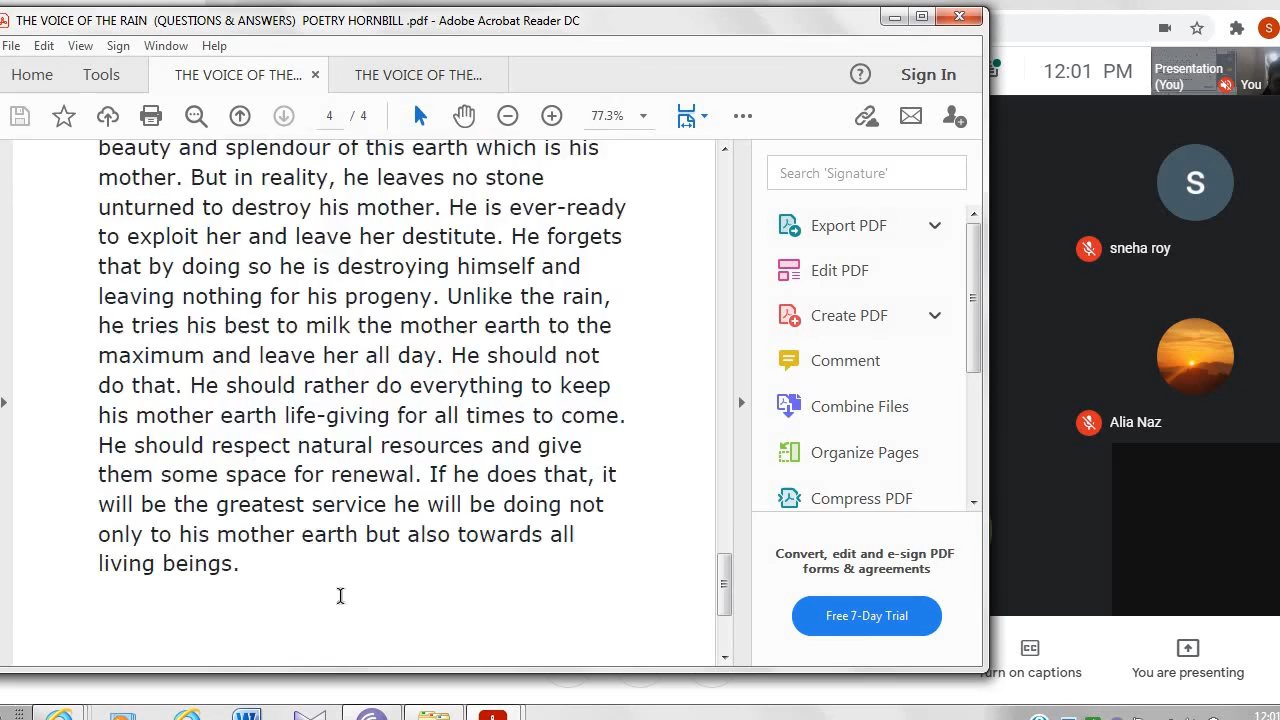 THE VOICE OF THE RAIN (QUESTIONS & ANSWERS) POETRY HORNBILL .pdf - Adobe Acrobat Reader DC
File Edit View Sign Window Help
Home Tools THE VOICE OF THE... × THE VOICE OF THE... Sign In
4 / 4 77.3%
beauty and splendour of this earth which is his
mother. But in reality, he leaves no stone
unturned to destroy his mother. He is ever-ready
to exploit her and leave her destitute. He forgets
that by doing so he is destroying himself and
leaving nothing for his progeny. Unlike the rain,
he tries his best to milk the mother earth to the
maximum and leave her all day. He should not
do that. He should rather do everything to keep
his mother earth life-giving for all times to come.
He should respect natural resources and give
them some space for renewal. If he does that, it
will be the greatest service he will be doing not
only to his mother earth but also towards all
living beings.
Search 'Signature'
Export PDF
Edit PDF
Create PDF
Comment
Combine Files
Organize Pages
Compress PDF
Convert, edit and e-sign PDF
forms & agreements
Free 7-Day Trial
S
12:01 PM
Presentation
(You)
You
S
sneha roy
Alia Naz
Turn on captions
You are presenting
12:01